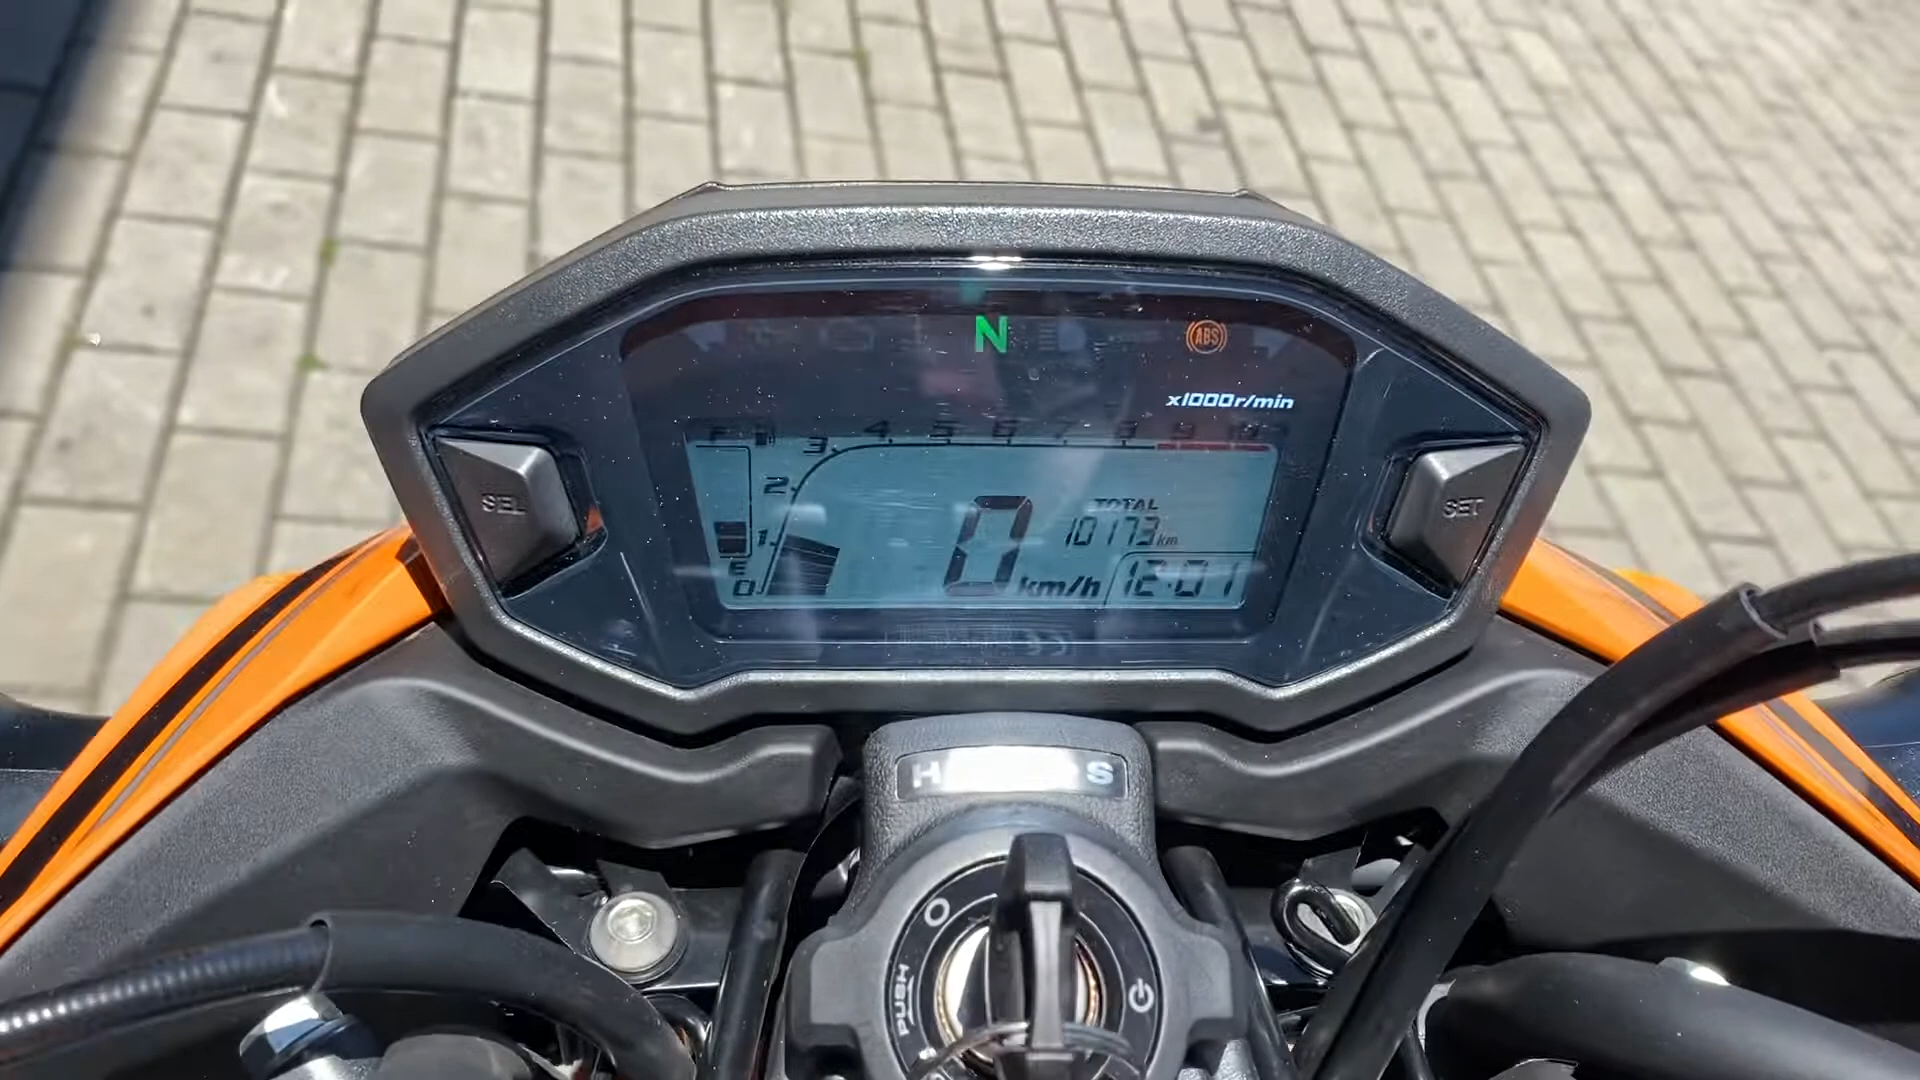 N ABS
x1000r/min
F 3 4 5 6 7 8 9 10
SEL 2 TOTAL SET
1 0 10173 km
E
0 km/h 12:01
H S
PUSH